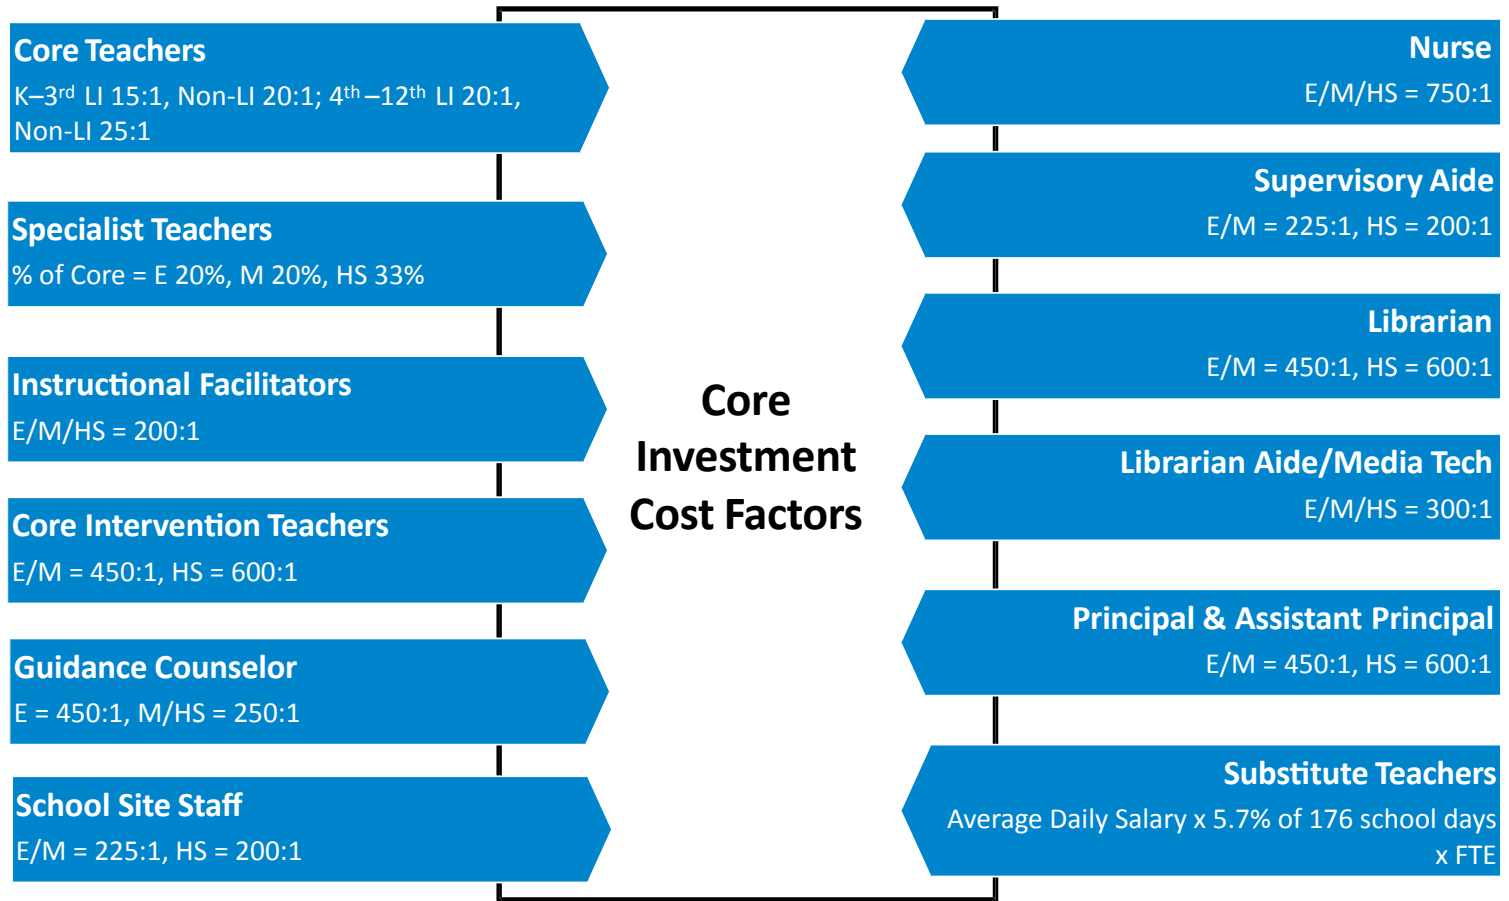 Core Teachers
K–3rd LI 15:1, Non-LI 20:1; 4th–12th LI 20:1,
Non-LI 25:1
Specialist Teachers
% of Core = E 20%, M 20%, HS 33%
Instructional Facilitators
E/M/HS = 200:1
Core Intervention Teachers
E/M = 450:1, HS = 600:1
Guidance Counselor
E = 450:1, M/HS = 250:1
School Site Staff
E/M = 225:1, HS = 200:1
Core
Investment
Cost Factors
Nurse
E/M/HS = 750:1
Supervisory Aide
E/M = 225:1, HS = 200:1
Librarian
E/M = 450:1, HS = 600:1
Librarian Aide/Media Tech
E/M/HS = 300:1
Principal & Assistant Principal
E/M = 450:1, HS = 600:1
Substitute Teachers
Average Daily Salary x 5.7% of 176 school days
x FTE